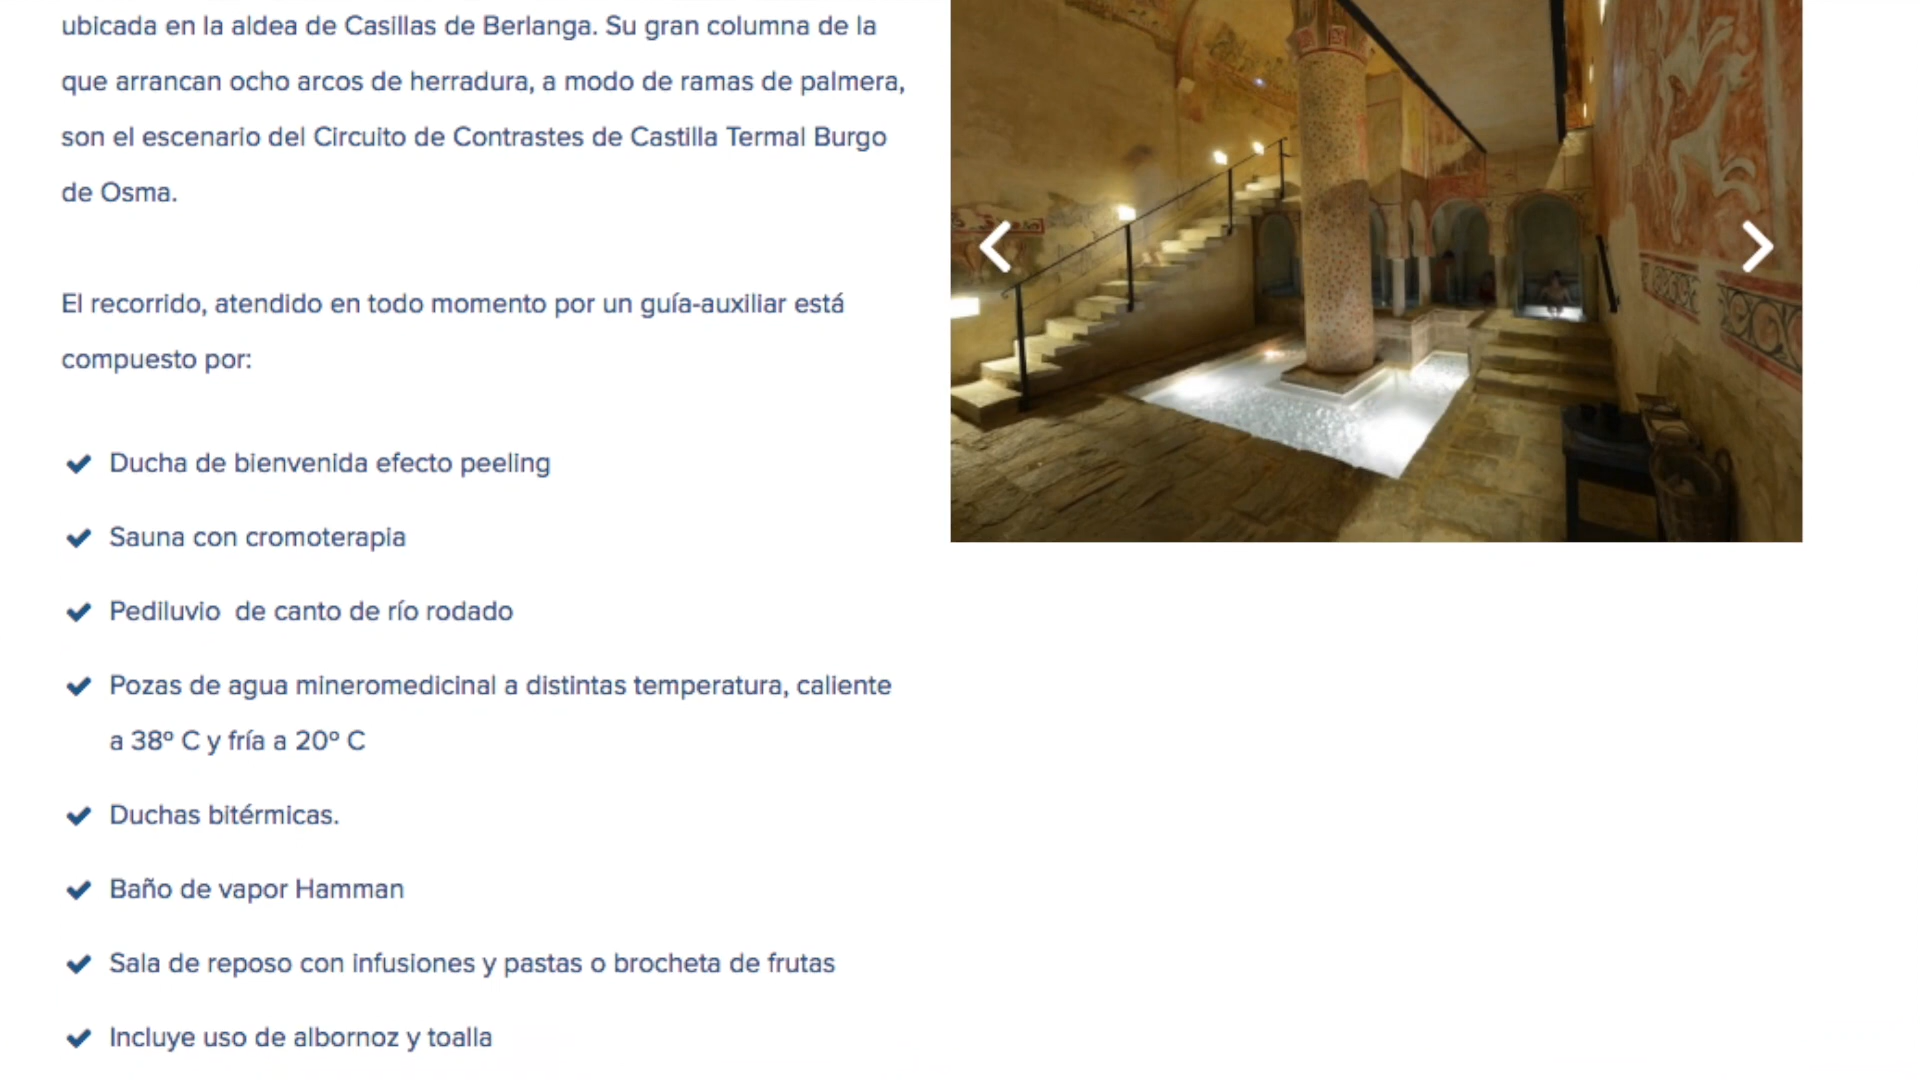 ubicada en la aldea de Casillas de Berlanga. Su gran columna de la
que arrancan ocho arcos de herradura, a modo de ramas de palmera,
son el escenario del Circuito de Contrastes de Castilla Termal Burgo
de Osma.
El recorrido, atendido en todo momento por un guía-auxiliar está
compuesto por:
Ducha de bienvenida efecto peeling
Sauna con cromoterapia
Pediluvio  de canto de río rodado
Pozas de agua mineromedicinal a distintas temperatura, caliente
a 38º C y fría a 20º C
Duchas bitérmicas.
Baño de vapor Hamman
Sala de reposo con infusiones y pastas o brocheta de frutas
Incluye uso de albornoz y toalla